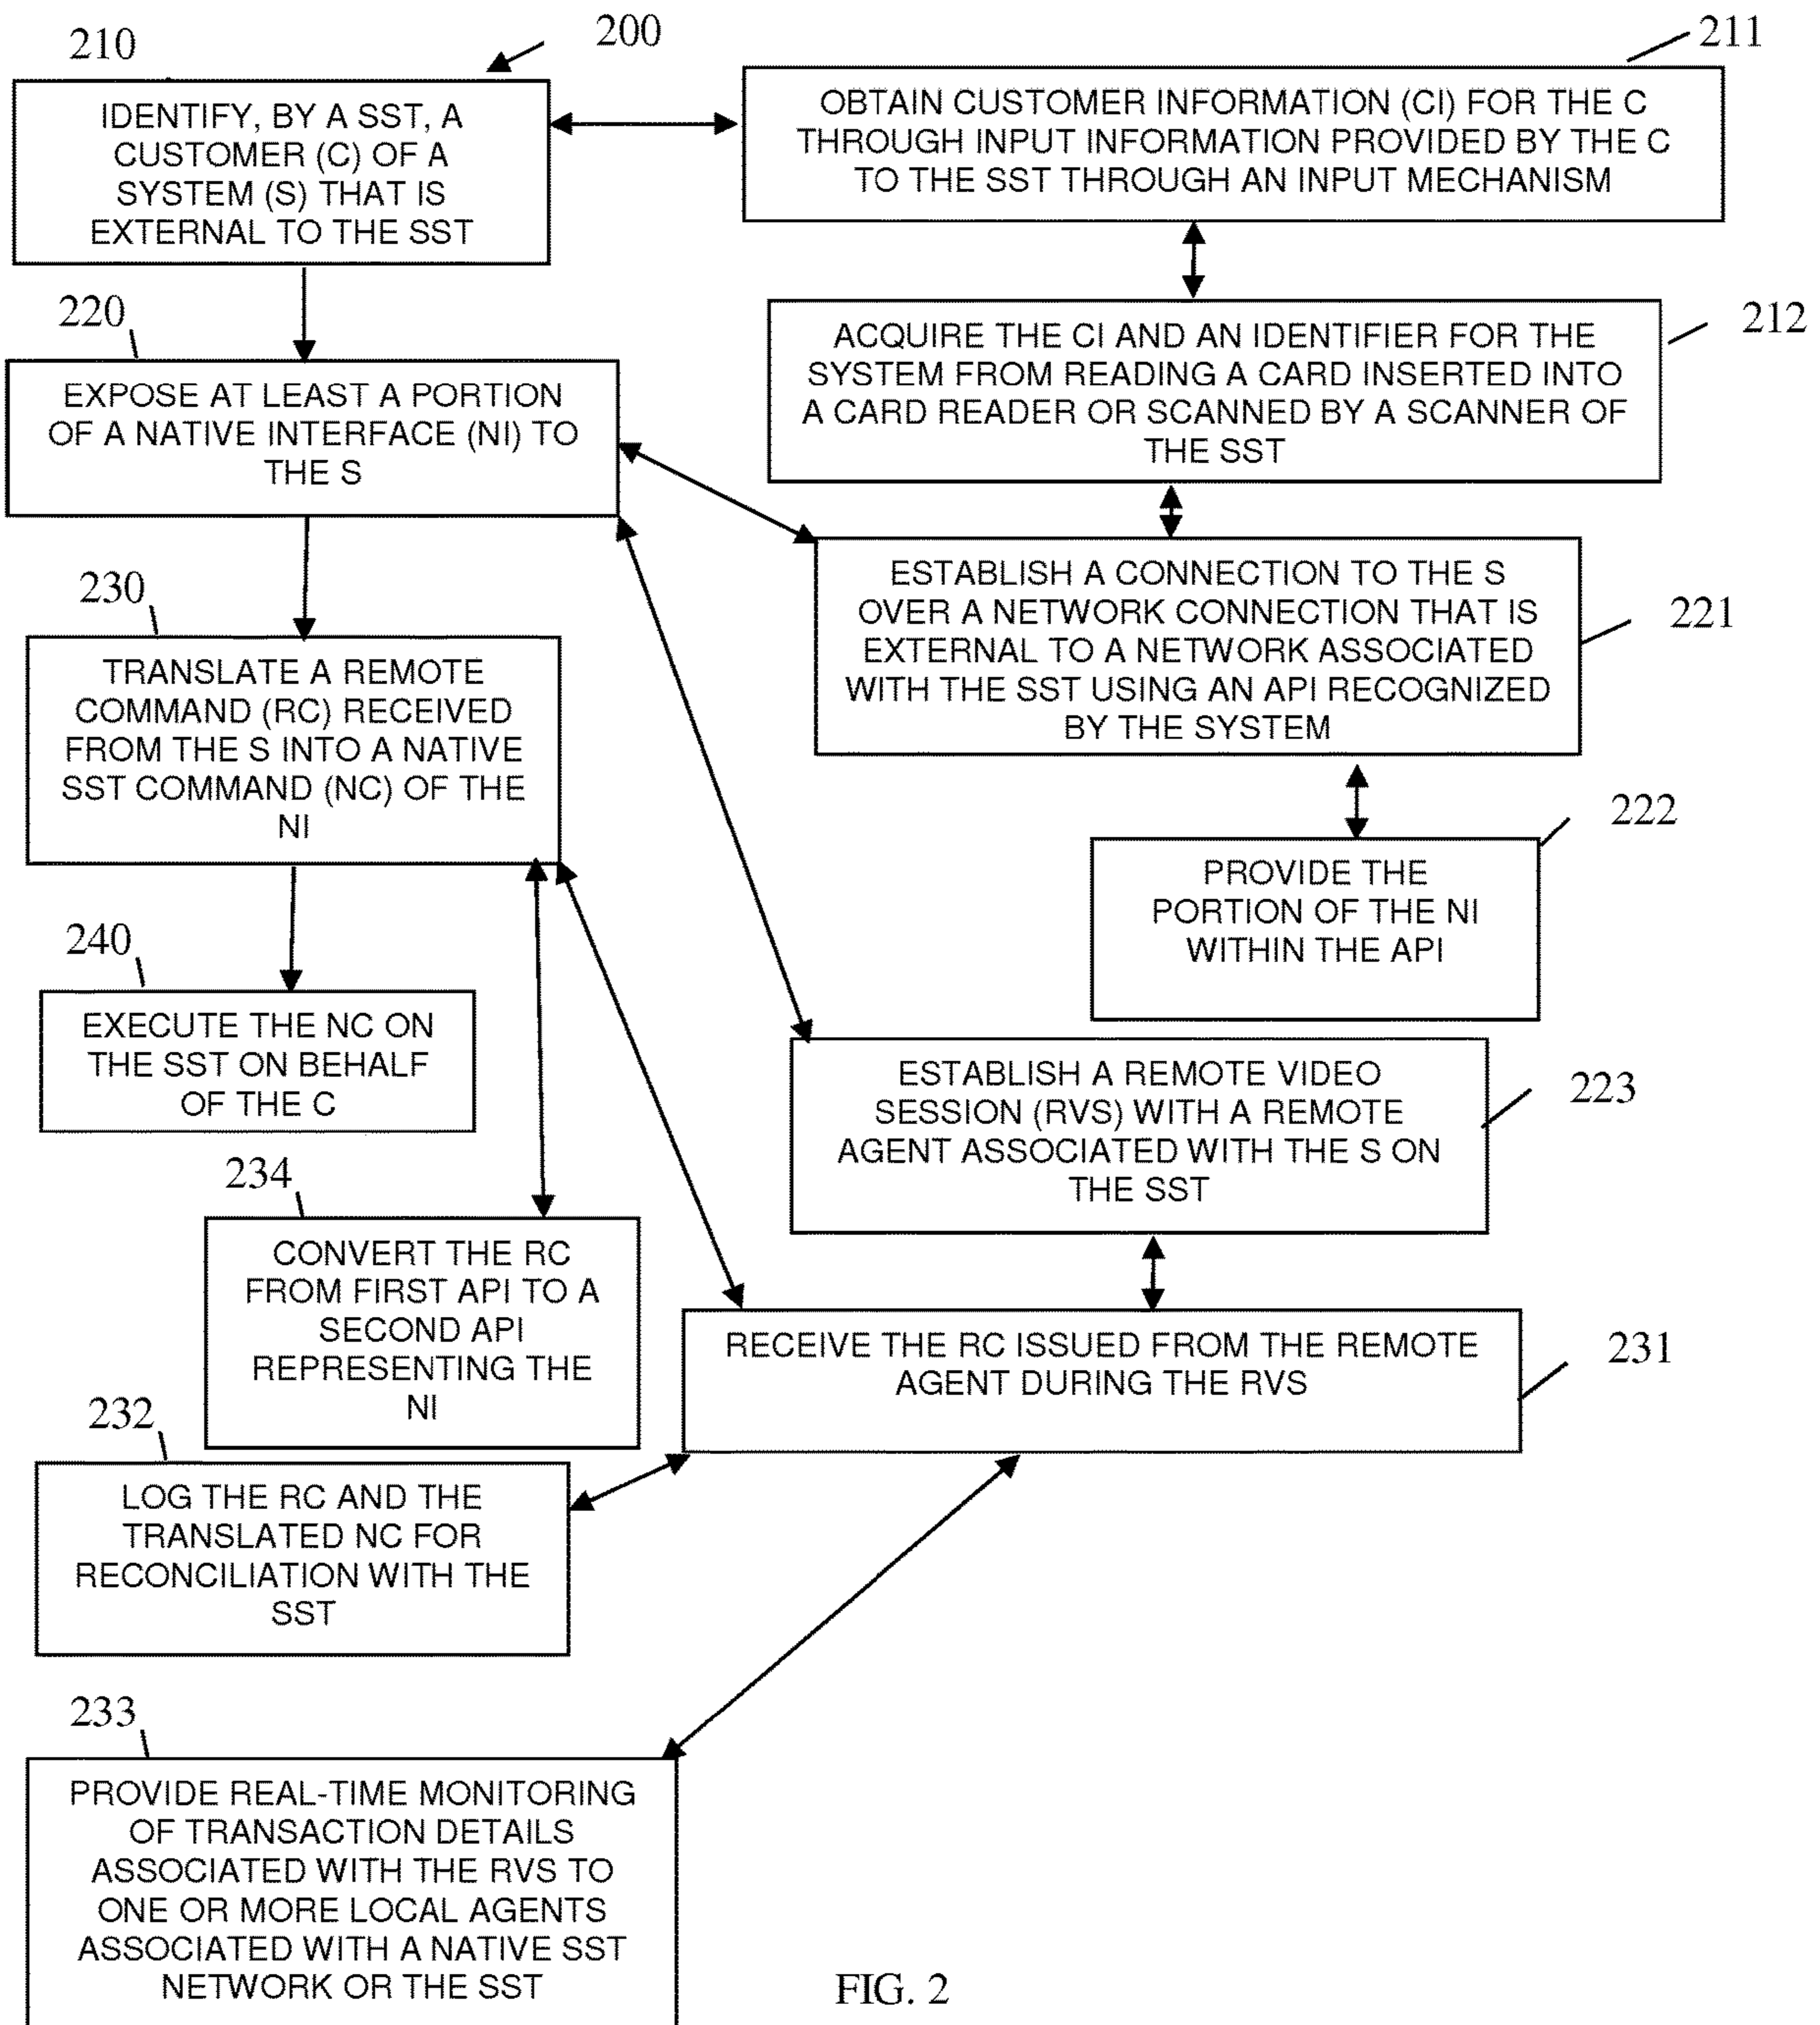 210
200
211
IDENTIFY, BY A SST, A
CUSTOMER (C) OF A
SYSTEM (S) THAT IS
EXTERNAL TO THE SST
OBTAIN CUSTOMER INFORMATION (CI) FOR THE C
THROUGH INPUT INFORMATION PROVIDED BY THE C
TO THE SST THROUGH AN INPUT MECHANISM
220
212
EXPOSE AT LEAST A PORTION
OF A NATIVE INTERFACE (NI) TO
THE S
ACQUIRE THE CI AND AN IDENTIFIER FOR THE
SYSTEM FROM READING A CARD INSERTED INTO
A CARD READER OR SCANNED BY A SCANNER OF
THE SST
230
221
TRANSLATE A REMOTE
COMMAND (RC) RECEIVED
FROM THE S INTO A NATIVE
SST COMMAND (NC) OF THE
NI
ESTABLISH A CONNECTION TO THE S
OVER A NETWORK CONNECTION THAT IS
EXTERNAL TO A NETWORK ASSOCIATED
WITH THE SST USING AN API RECOGNIZED
BY THE SYSTEM
222
PROVIDE THE
PORTION OF THE NI
WITHIN THE API
240
EXECUTE THE NC ON
THE SST ON BEHALF
OF THE C
223
ESTABLISH A REMOTE VIDEO
SESSION (RVS) WITH A REMOTE
AGENT ASSOCIATED WITH THE S ON
THE SST
234
CONVERT THE RC
FROM FIRST API TO A
SECOND API
REPRESENTING THE
NI
231
RECEIVE THE RC ISSUED FROM THE REMOTE
AGENT DURING THE RVS
232
LOG THE RC AND THE
TRANSLATED NC FOR
RECONCILIATION WITH THE
SST
233
PROVIDE REAL-TIME MONITORING
OF TRANSACTION DETAILS
ASSOCIATED WITH THE RVS TO
ONE OR MORE LOCAL AGENTS
ASSOCIATED WITH A NATIVE SST
NETWORK OR THE SST
FIG. 2